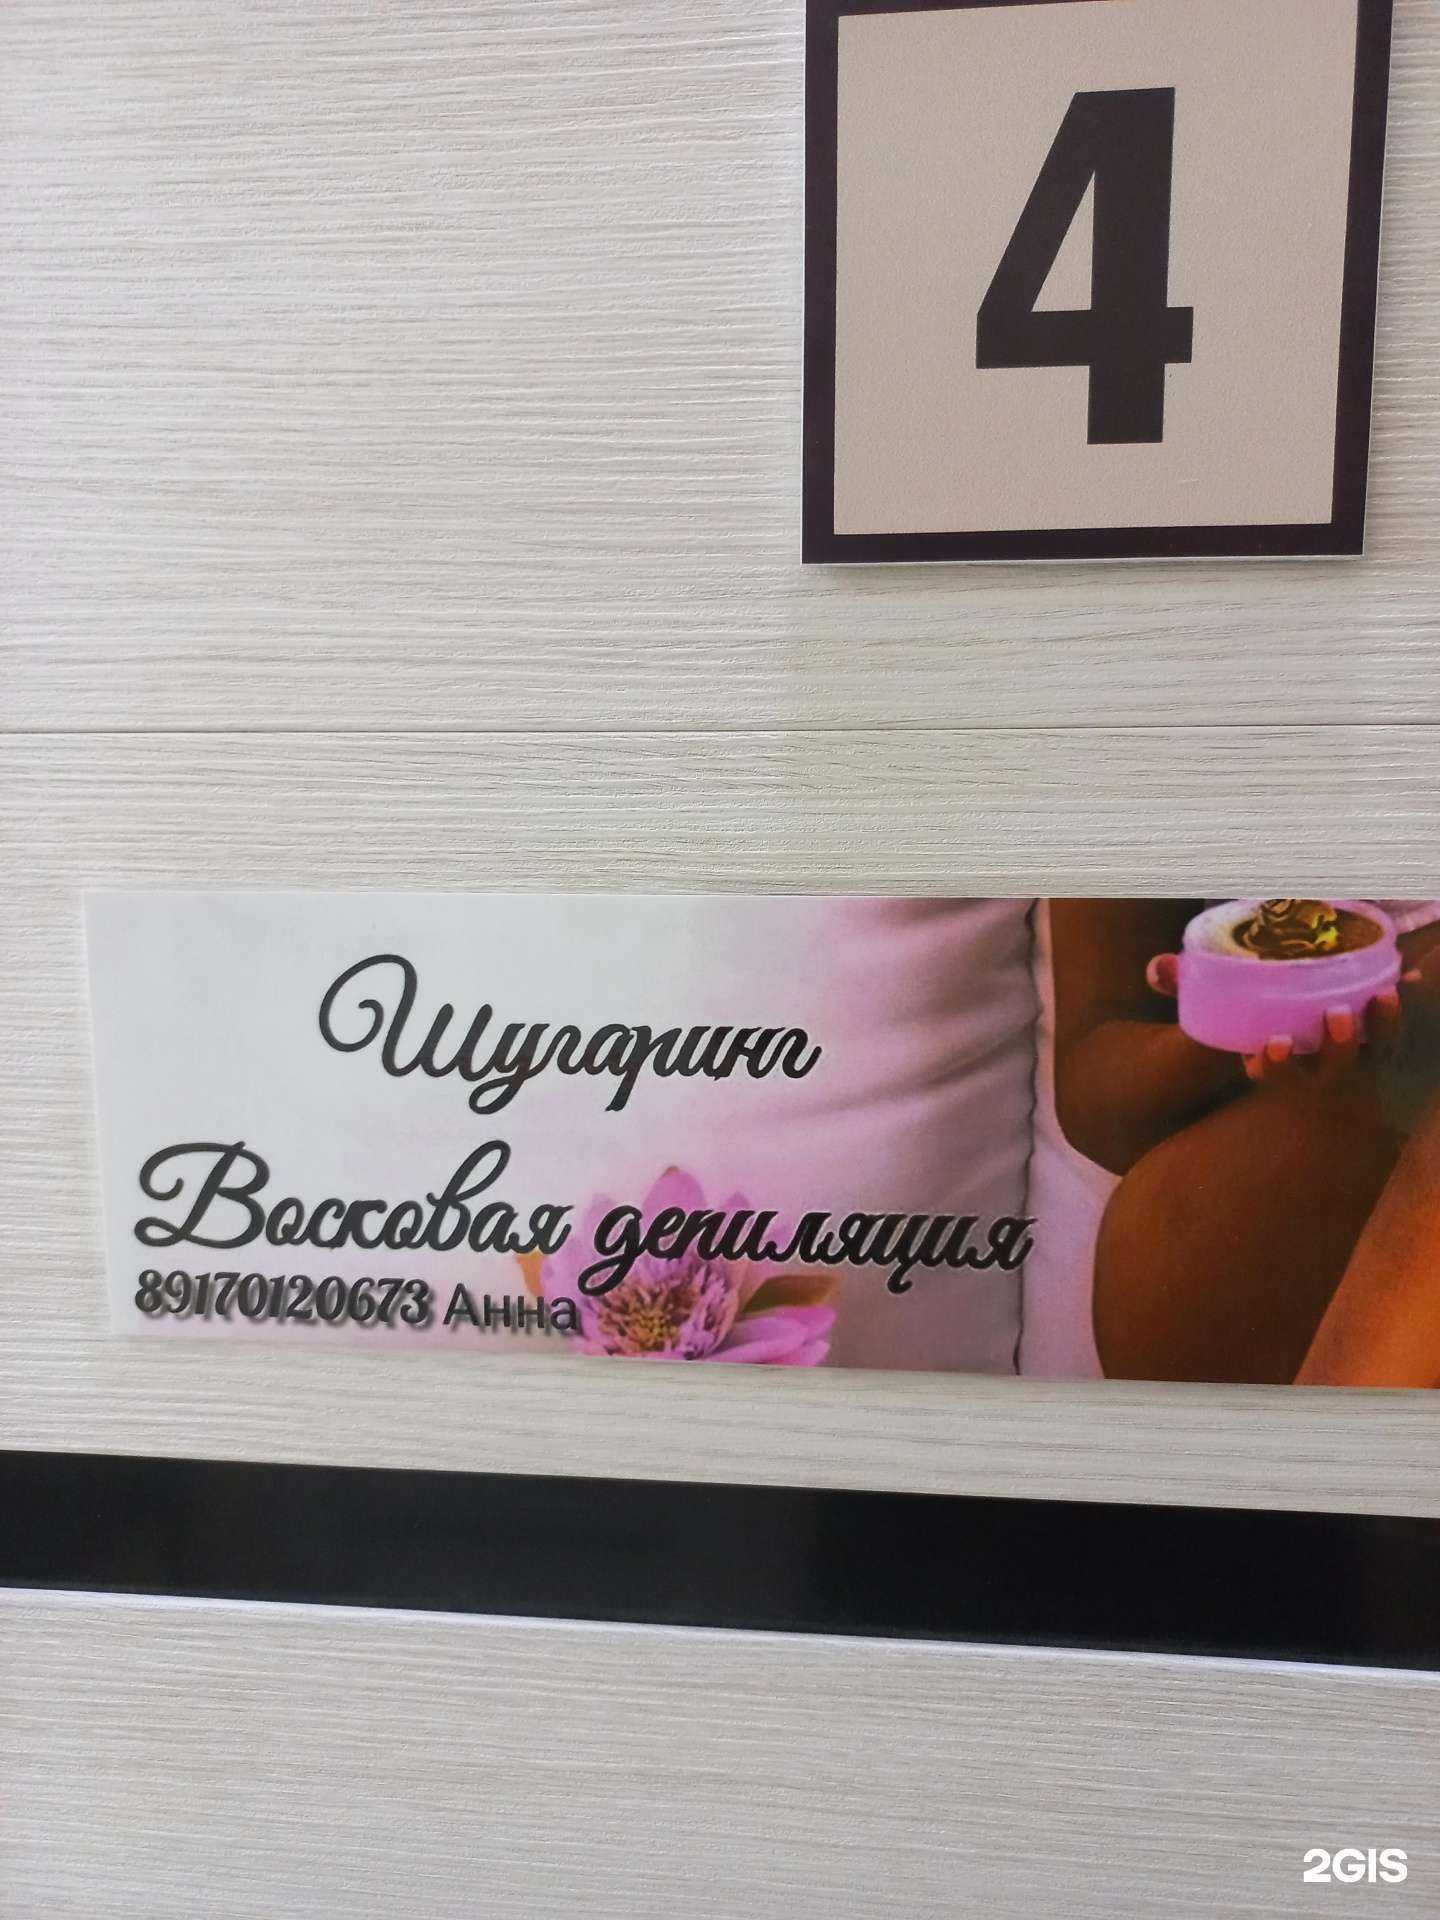 4
Шугаринг
Восковая депиляция
89170120673 Анна
2GIS